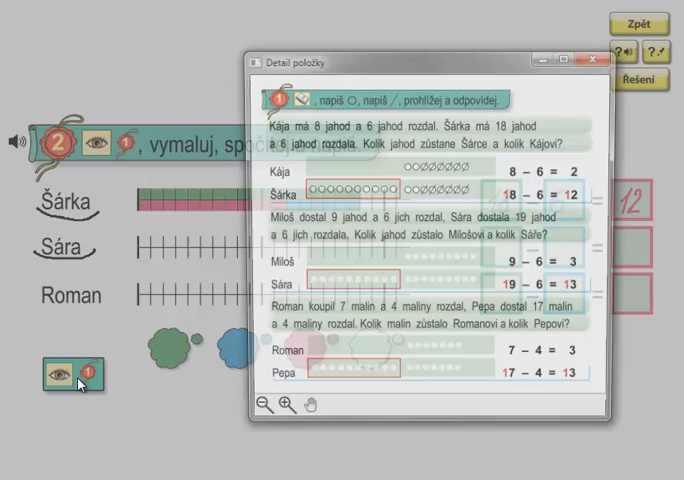 Zpět
Detail položky
Řešení
1 , napiš O, napiš /, prohlížej a odpovídej.
Kája má 8 jahod a 6 jahod rozdal. Šárka má 18 jahod
a 6 jahod rozdala. Kolik jahod zůstane Šárce a kolik Kájovi?
2 1 , vymaluj,
Kája 8 – 6 = 2
Šárka 18 – 6 = 12
Šárka = 12
Miloš dostal 9 jahod a 6 jich rozdal, Sára dostala 19 jahod
a 6 jich rozdala. Kolik jahod zůstalo Milošovi a kolik Sáře?
Sára =
Miloš 9 – 6 = 3
Sára 19 – 6 = 13
Roman =
Roman koupil 7 malin a 4 maliny rozdal, Pepa dostal 17 malin
a 4 maliny rozdal. Kolik malin zůstalo Romanovi a kolik Pepovi?
Roman 7 – 4 = 3
Pepa 17 – 4 = 13
1